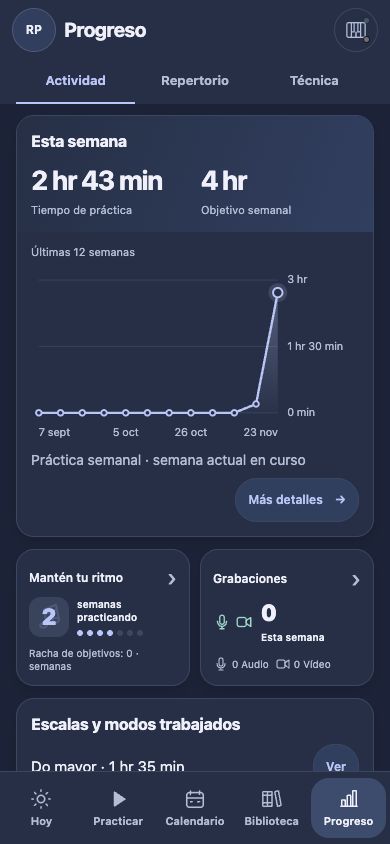 RP
Progreso
Actividad
Repertorio
Técnica
Esta semana
2 hr 43 min
4 hr
Tiempo de práctica
Objetivo semanal
Últimas 12 semanas
3 hr
1 hr 30 min
0 min
7 sept
5 oct
26 oct
23 nov
Práctica semanal · semana actual en curso
Más detalles →
Mantén tu ritmo
2
semanas
practicando
Racha de objetivos: 0 ·
semanas
Grabaciones
0
Esta semana
0 Audio
0 Vídeo
Escalas y modos trabajados
Do mayor · 1 hr 35 min
Ver
Hoy
Practicar
Calendario
Biblioteca
Progreso